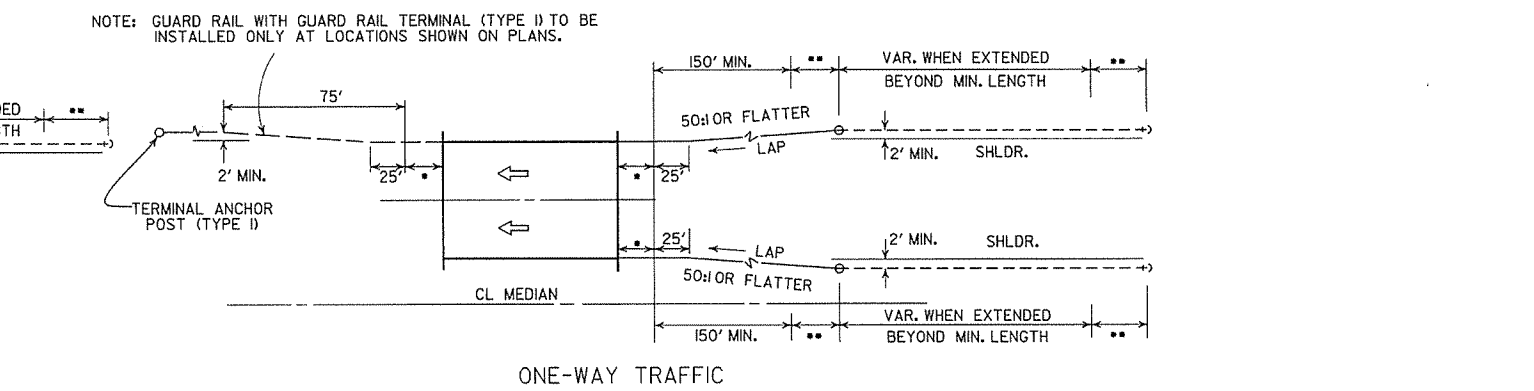 NOTE: GUARD RAIL WITH GUARD RAIL TERMINAL (TYPE I) TO BE
INSTALLED ONLY AT LOCATIONS SHOWN ON PLANS.
150' MIN.
**
VAR. WHEN EXTENDED
BEYOND MIN. LENGTH
**
75'
50:1 OR FLATTER
LAP
2' MIN.
SHLDR.
**
2' MIN.
25'
*
*
25'
TERMINAL ANCHOR
POST (TYPE I)
*
25'
LAP
50:1 OR FLATTER
2' MIN.
SHLDR.
CL MEDIAN
150' MIN.
**
VAR. WHEN EXTENDED
BEYOND MIN. LENGTH
**
ONE-WAY TRAFFIC